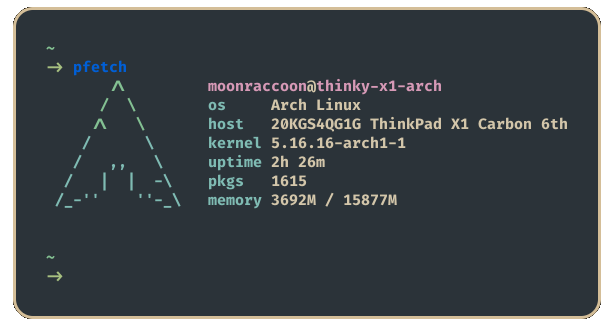 ~
→ pfetch
moonraccoon@thinky-x1-arch
os Arch Linux
host 20KGS4QG1G ThinkPad X1 Carbon 6th
kernel 5.16.16-arch1-1
uptime 2h 26m
pkgs 1615
memory 3692M / 15877M
~
→